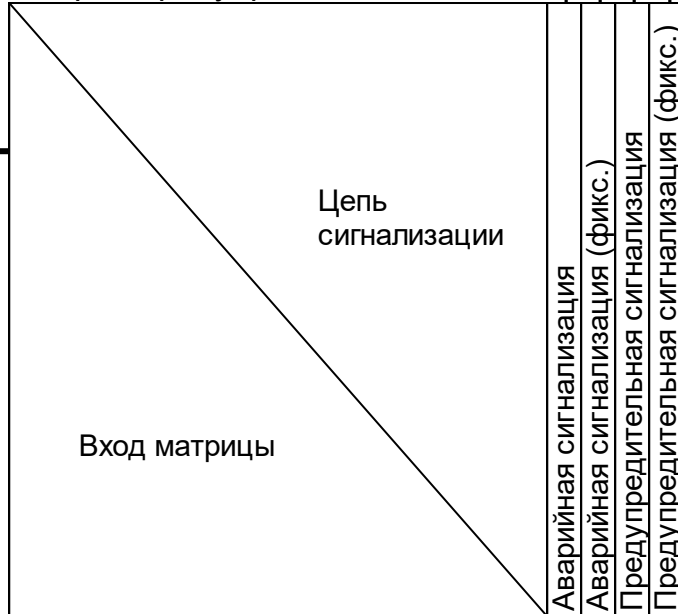 Цепь
сигнализации
Вход матрицы
Аварийная сигнализация
Аварийная сигнализация (фикс.)
Предупредительная сигнализация
Предупредительная сигнализация (фикс.)